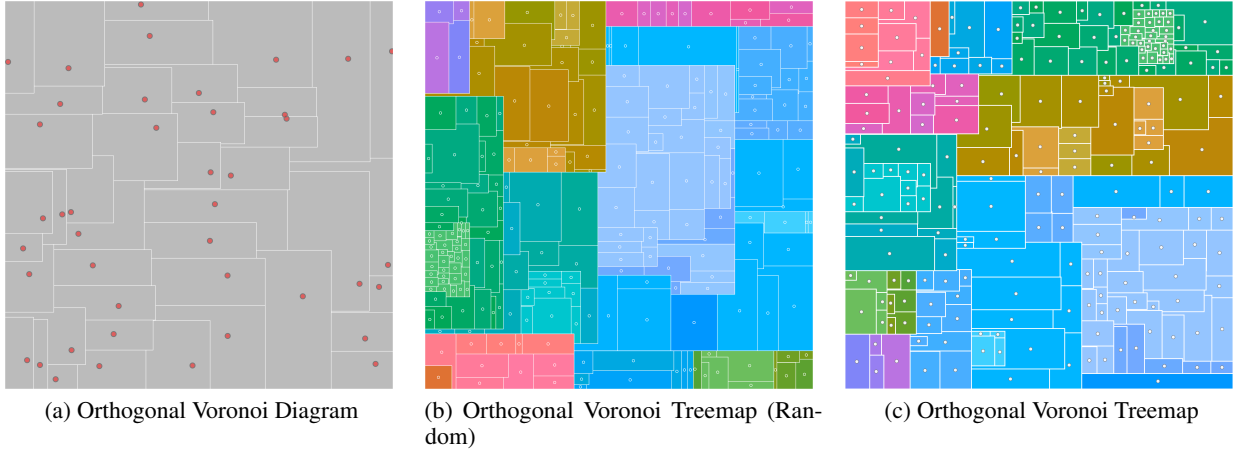 (a) Orthogonal Voronoi Diagram
(b) Orthogonal Voronoi Treemap (Ran-
dom)
(c) Orthogonal Voronoi Treemap